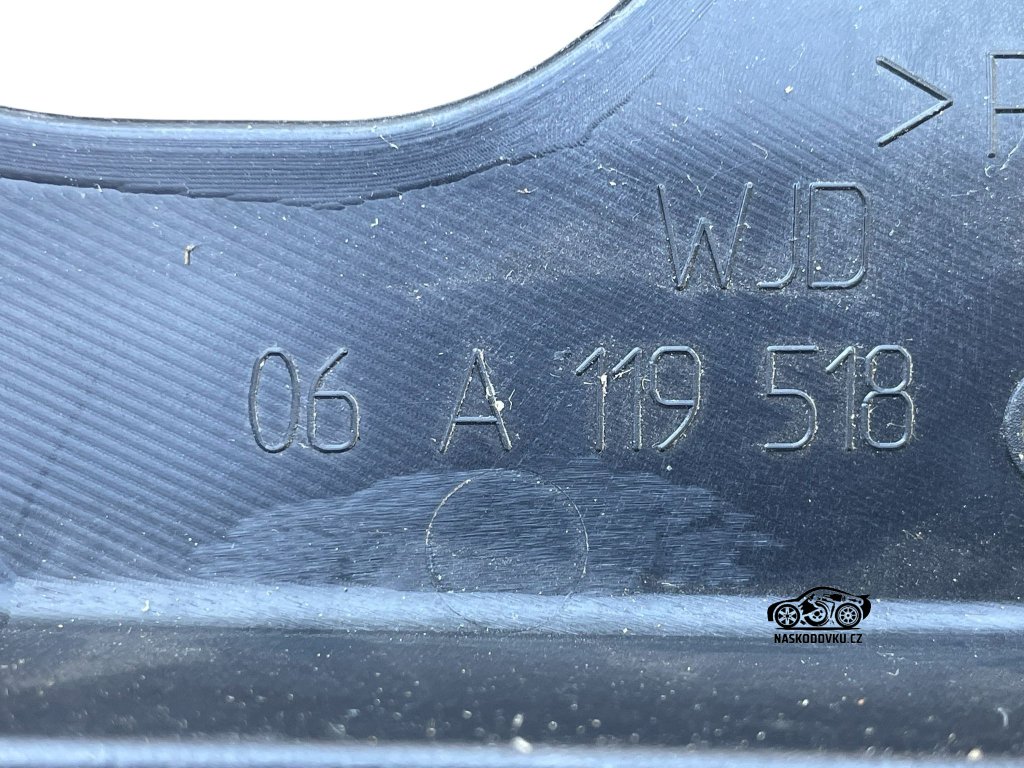 >P
WJD
06 A 119 518
NASKODOVKU.CZ